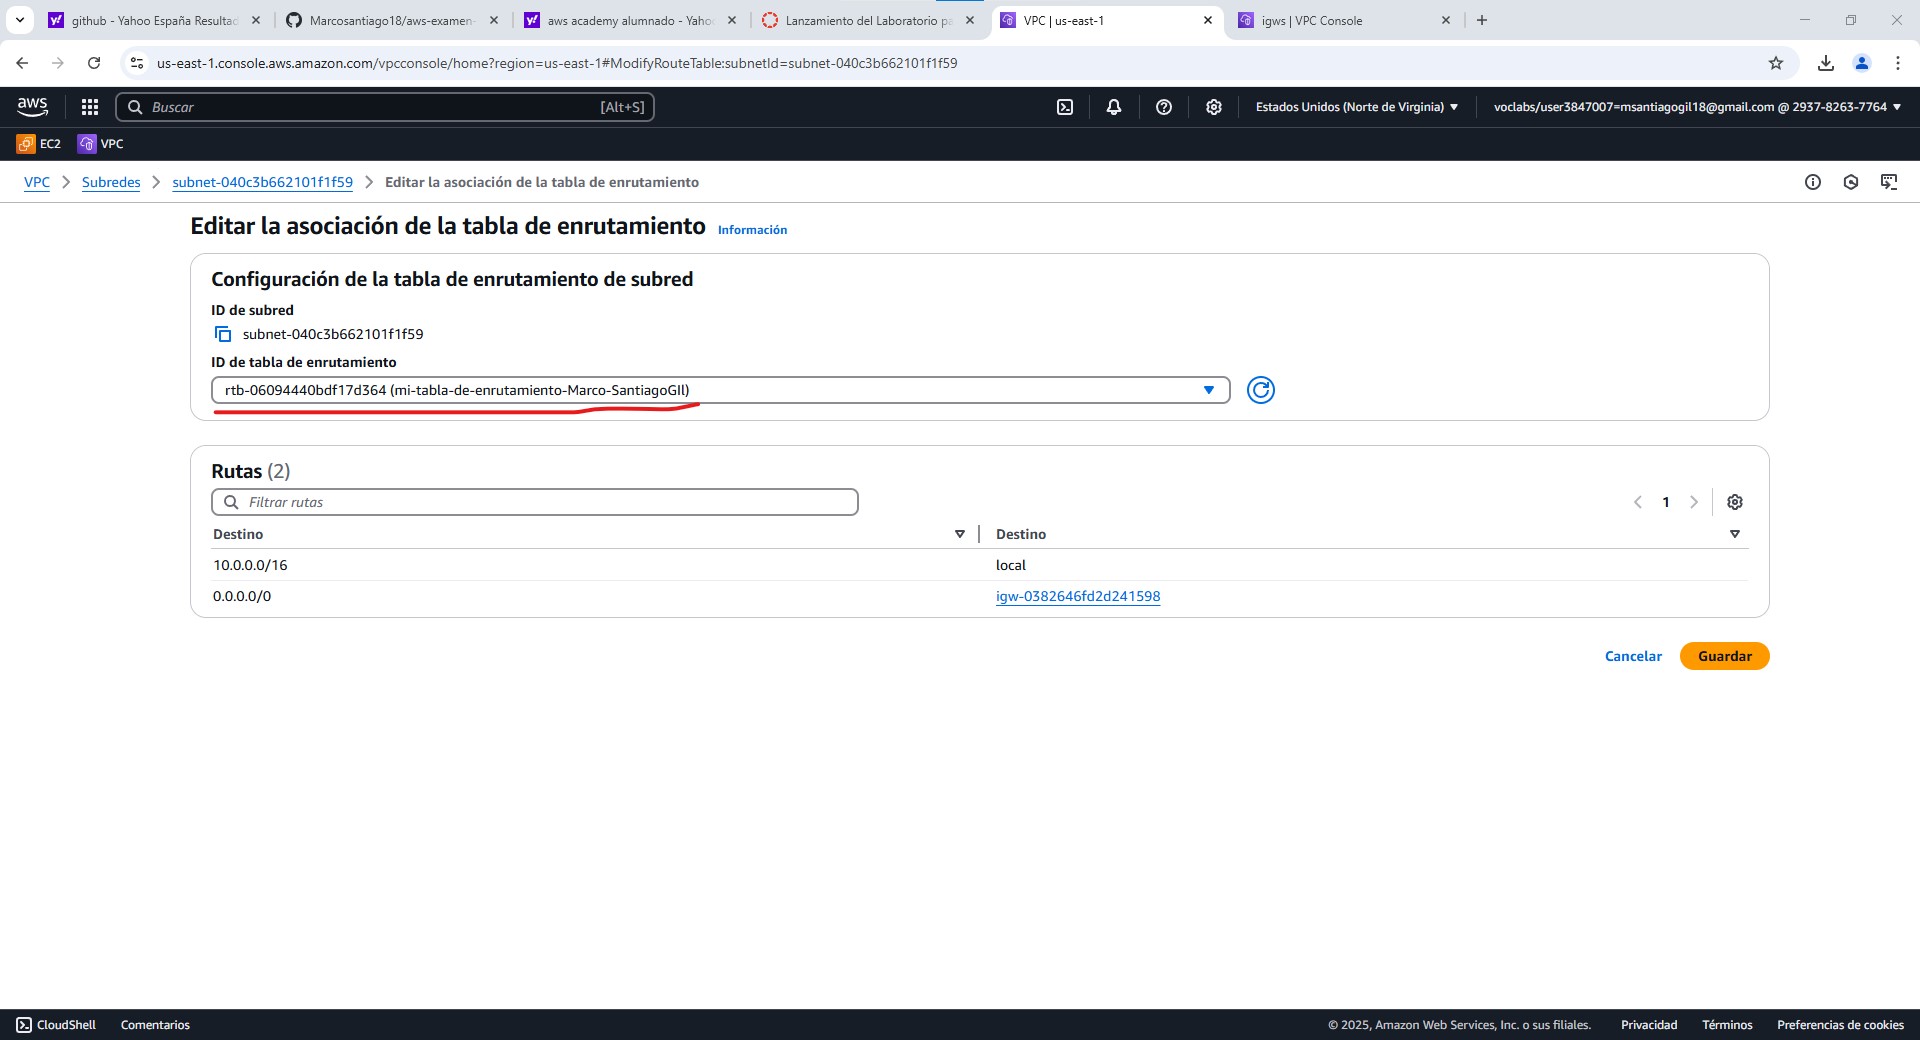 github - Yahoo España Resultad
Marcosantiago18/aws-examen-
aws academy alumnado - Yaho
Lanzamiento del Laboratorio pa
VPC | us-east-1
igws | VPC Console
us-east-1.console.aws.amazon.com/vpcconsole/home?region=us-east-1#ModifyRouteTable:subnetId=subnet-040c3b662101f1f59
aws
Buscar
[Alt+S]
Estados Unidos (Norte de Virginia)
voclabs/user3847007=msantiagogil18@gmail.com @ 2937-8263-7764
EC2
VPC
VPC
Subredes
subnet-040c3b662101f1f59
Editar la asociación de la tabla de enrutamiento
Editar la asociación de la tabla de enrutamiento
Información
Configuración de la tabla de enrutamiento de subred
ID de subred
subnet-040c3b662101f1f59
ID de tabla de enrutamiento
rtb-06094440bdf17d364 (mi-tabla-de-enrutamiento-Marco-SantiagoGIl)
Rutas (2)
Filtrar rutas
1
Destino
Destino
10.0.0.0/16
local
0.0.0.0/0
igw-0382646fd2d241598
Cancelar
Guardar
CloudShell
Comentarios
© 2025, Amazon Web Services, Inc. o sus filiales.
Privacidad
Términos
Preferencias de cookies